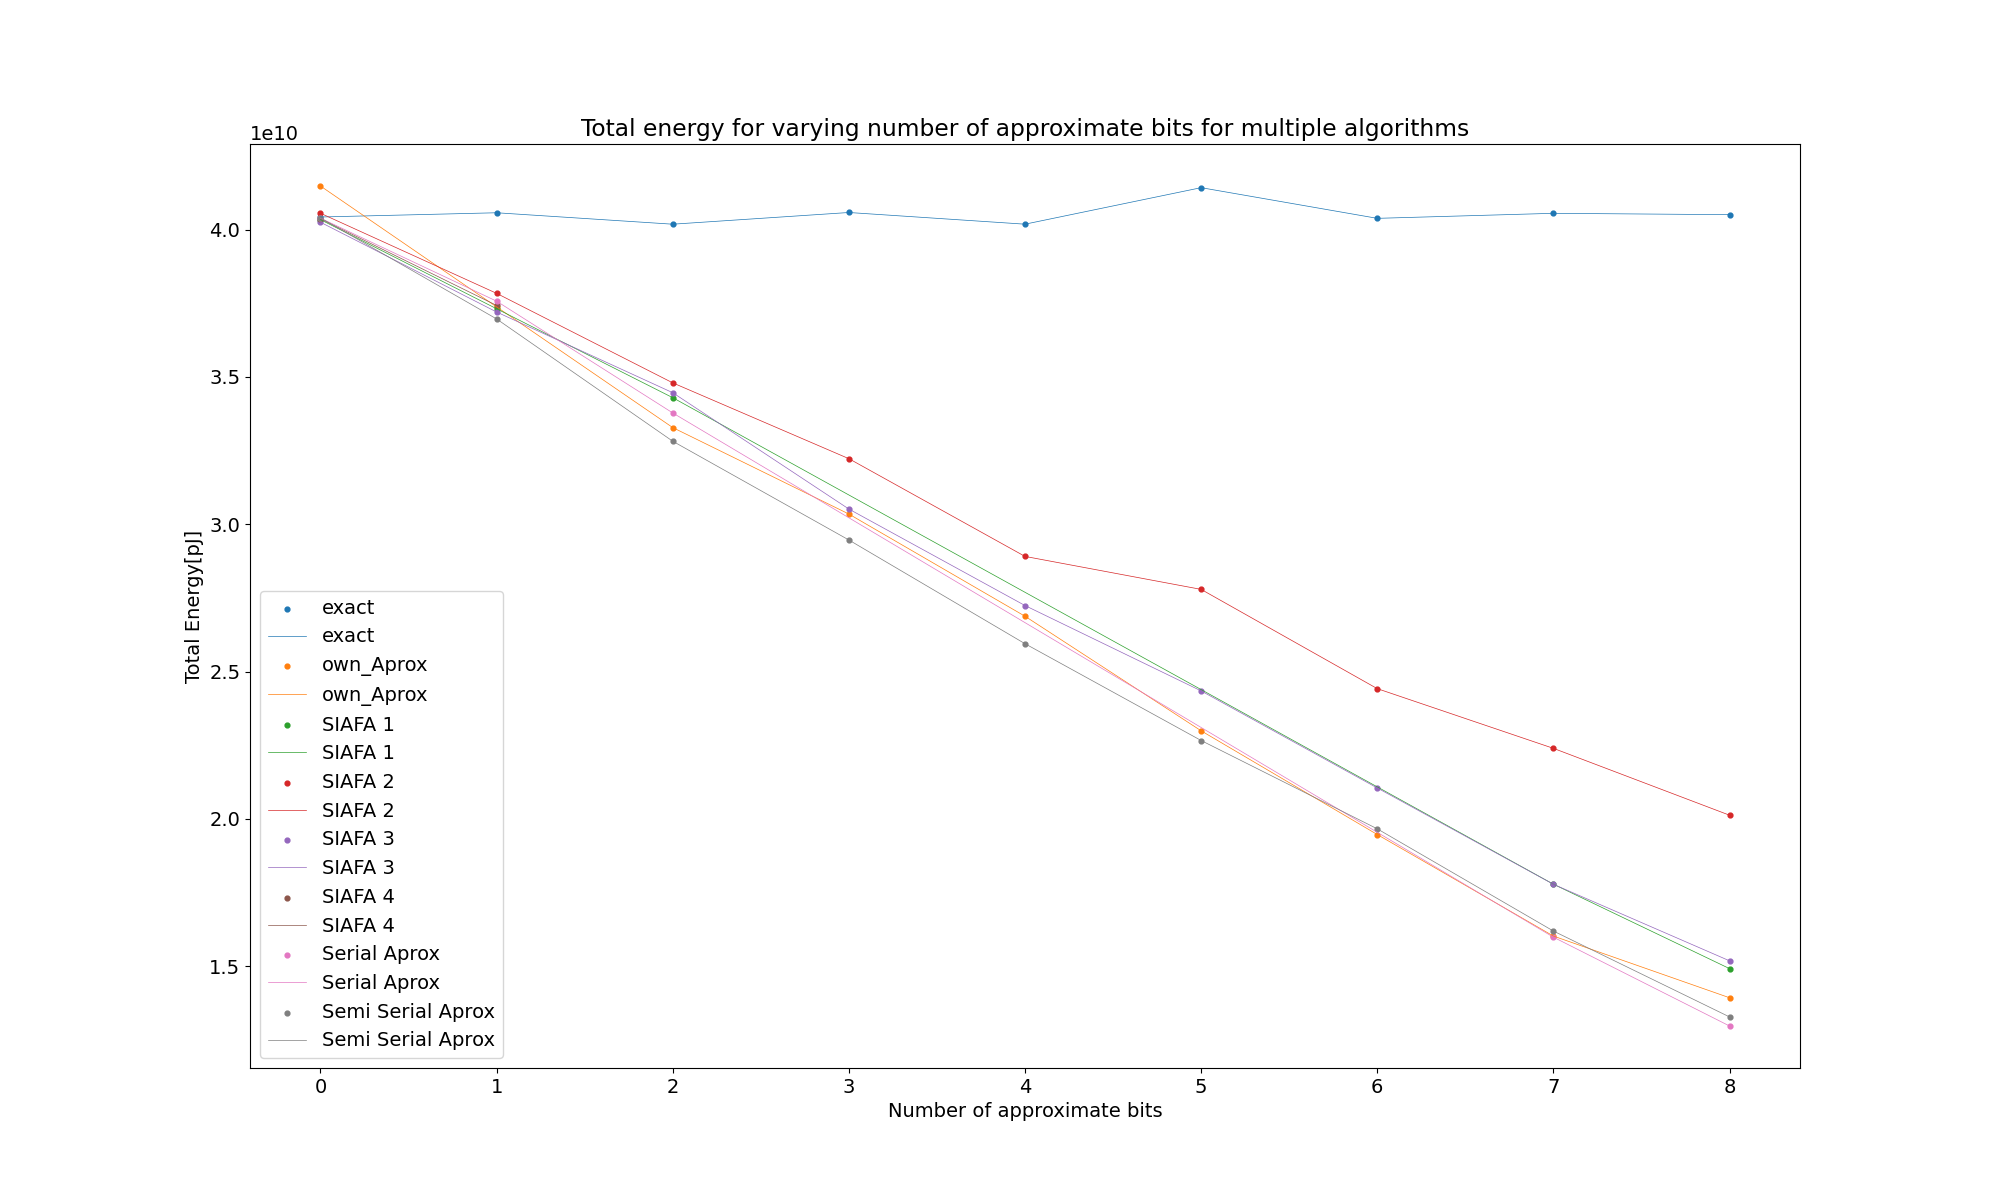 Total energy for varying number of approximate bits for multiple algorithms
1e10
4.0
3.5
3.0
2.5
2.0
1.5
Total Energy[pJ]
exact
exact
own_Aprox
own_Aprox
SIAFA 1
SIAFA 1
SIAFA 2
SIAFA 2
SIAFA 3
SIAFA 3
SIAFA 4
SIAFA 4
Serial Aprox
Serial Aprox
Semi Serial Aprox
Semi Serial Aprox
0 1 2 3 4 5 6 7 8
Number of approximate bits